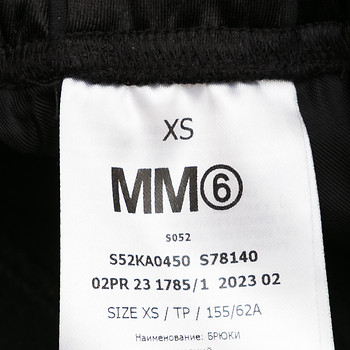 XS
MM⑥
S052
S52KA0450 S78140
02PR 23 1785/1 2023 02
SIZE XS / TP / 155/62A
Наименование: БРЮКИ